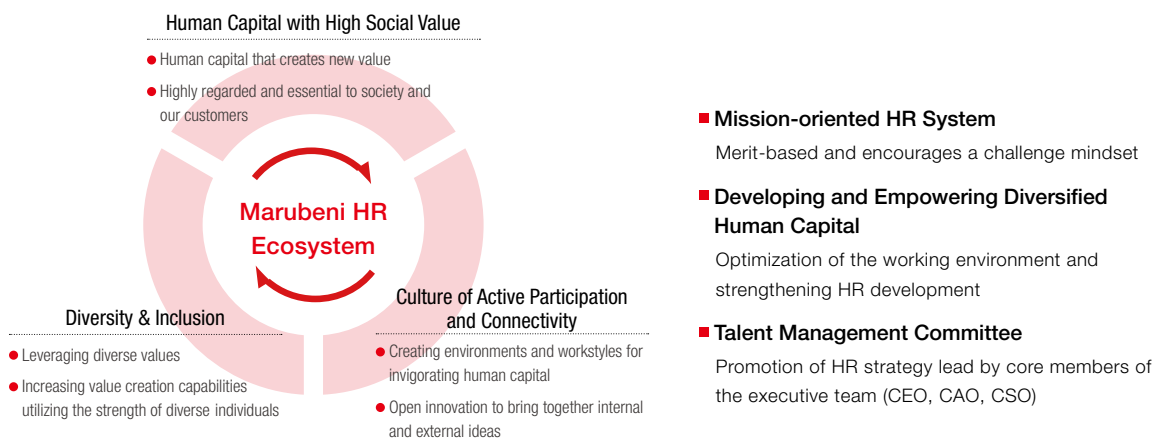 Human Capital with High Social Value
● Human capital that creates new value
● Highly regarded and essential to society and
our customers
Marubeni HR
Ecosystem
Diversity & Inclusion
● Leveraging diverse values
● Increasing value creation capabilities
utilizing the strength of diverse individuals
Culture of Active Participation
and Connectivity
● Creating environments and workstyles for
invigorating human capital
● Open innovation to bring together internal
and external ideas
■ Mission-oriented HR System
Merit-based and encourages a challenge mindset
■ Developing and Empowering Diversified
Human Capital
Optimization of the working environment and
strengthening HR development
■ Talent Management Committee
Promotion of HR strategy lead by core members of
the executive team (CEO, CAO, CSO)